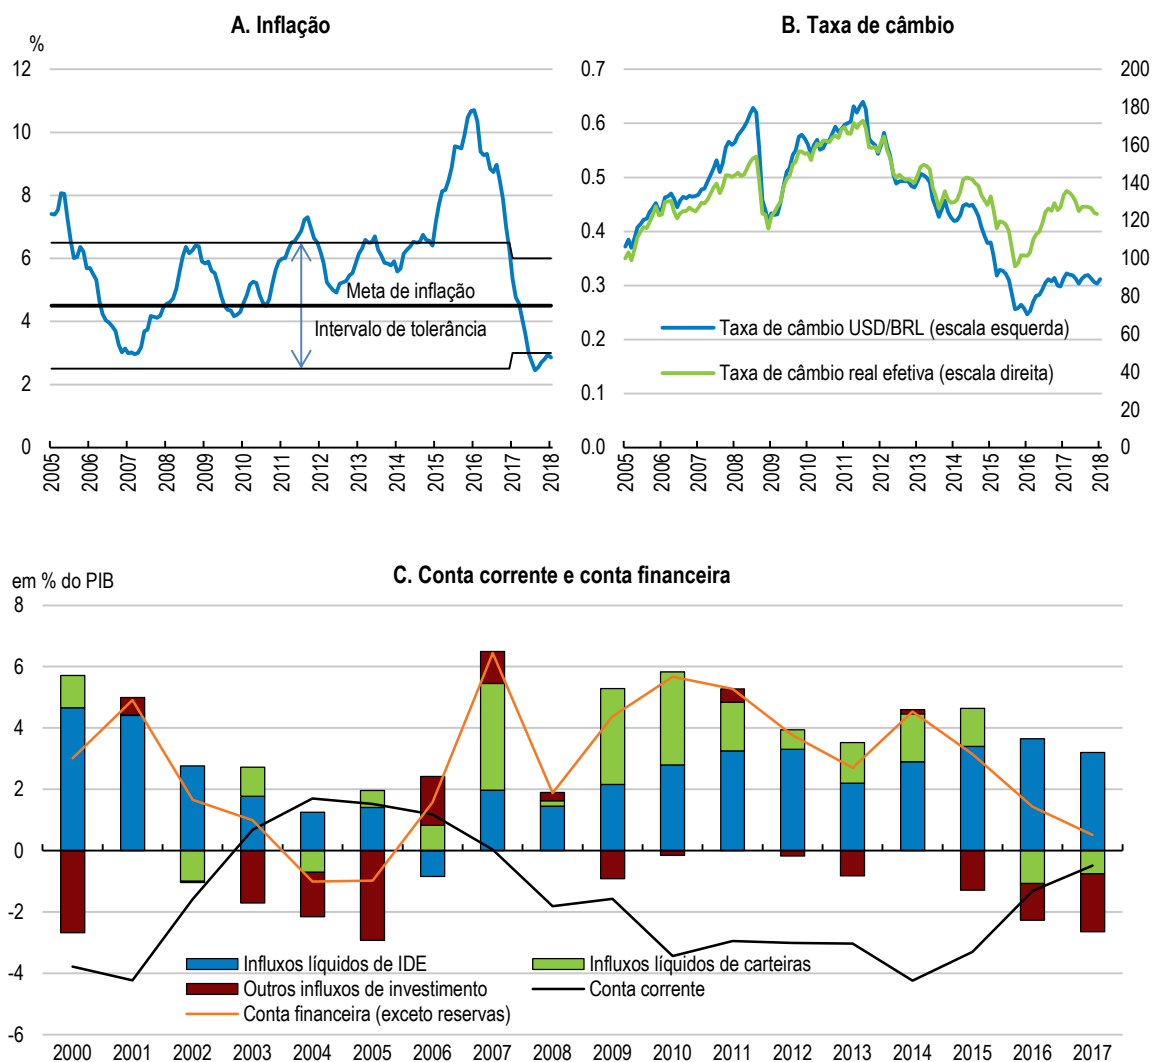 A. Inflação
%
12
10
8
6
4
2
0
Meta de inflação
Intervalo de tolerância
2005 2006 2007 2008 2009 2010 2011 2012 2013 2014 2015 2016 2017 2018
B. Taxa de câmbio
0.7 200
0.6 180
0.5 160
0.4 140
0.3 120
0.2 100
0.1 80
0.0 60
40
20
0
Taxa de câmbio USD/BRL (escala esquerda)
Taxa de câmbio real efetiva (escala direita)
2005 2006 2007 2008 2009 2010 2011 2012 2013 2014 2015 2016 2017 2018
C. Conta corrente e conta financeira
em % do PIB
8
6
4
2
0
-2
-4
-6
Influxos líquidos de IDE Influxos líquidos de carteiras
Outros influxos de investimento Conta corrente
Conta financeira (exceto reservas)
2000 2001 2002 2003 2004 2005 2006 2007 2008 2009 2010 2011 2012 2013 2014 2015 2016 2017